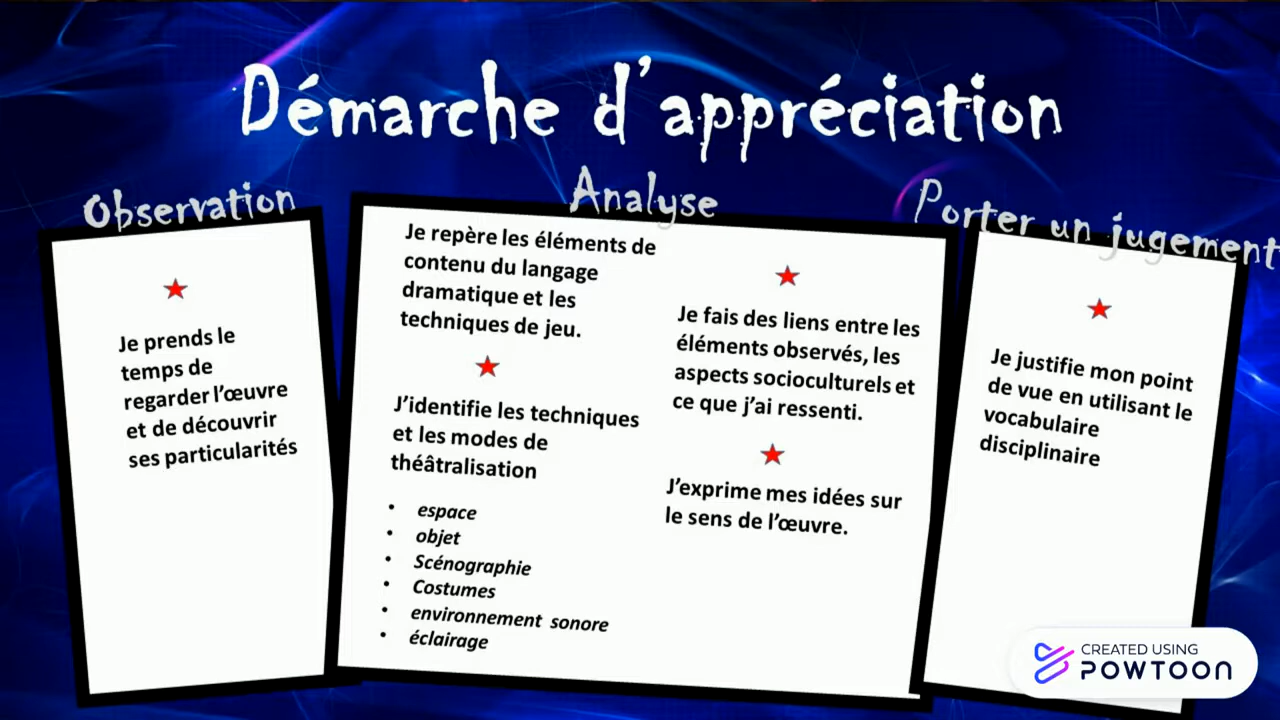 Démarche d'appréciation
Observation
Je prends le
temps de
regarder l'œuvre
et de découvrir
ses particularités
Analyse
Je repère les éléments de
contenu du langage
dramatique et les
techniques de jeu.
J'identifie les techniques
et les modes de
théâtralisation
• espace
• objet
• Scénographie
• Costumes
• environnement sonore
• éclairage
Je fais des liens entre les
éléments observés, les
aspects socioculturels et
ce que j'ai ressenti.
J'exprime mes idées sur
le sens de l'œuvre.
Porter un jugement
Je justifie mon point
de vue en utilisant le
vocabulaire
disciplinaire
CREATED USING
POWTOON